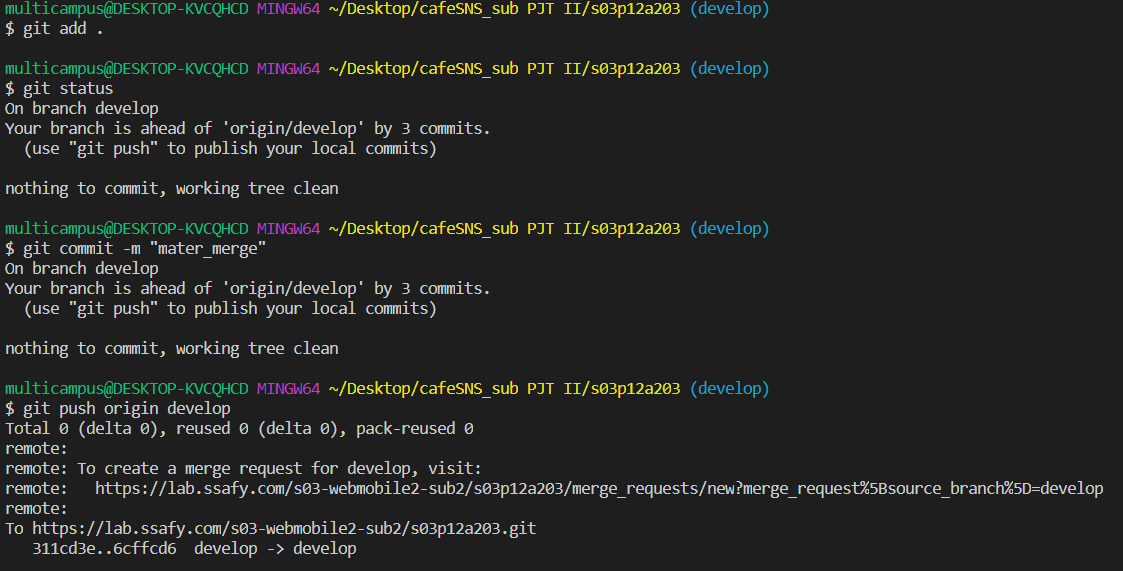 multicampus@DESKTOP-KVCQHCD MINGW64 ~/Desktop/cafeSNS_sub PJT II/s03p12a203 (develop)
$ git add .
multicampus@DESKTOP-KVCQHCD MINGW64 ~/Desktop/cafeSNS_sub PJT II/s03p12a203 (develop)
$ git status
On branch develop
Your branch is ahead of 'origin/develop' by 3 commits.
  (use "git push" to publish your local commits)
nothing to commit, working tree clean
multicampus@DESKTOP-KVCQHCD MINGW64 ~/Desktop/cafeSNS_sub PJT II/s03p12a203 (develop)
$ git commit -m "mater_merge"
On branch develop
Your branch is ahead of 'origin/develop' by 3 commits.
  (use "git push" to publish your local commits)
nothing to commit, working tree clean
multicampus@DESKTOP-KVCQHCD MINGW64 ~/Desktop/cafeSNS_sub PJT II/s03p12a203 (develop)
$ git push origin develop
Total 0 (delta 0), reused 0 (delta 0), pack-reused 0
remote:
remote: To create a merge request for develop, visit:
remote:   https://lab.ssafy.com/s03-webmobile2-sub2/s03p12a203/merge_requests/new?merge_request%5Bsource_branch%5D=develop
remote:
To https://lab.ssafy.com/s03-webmobile2-sub2/s03p12a203.git
   311cd3e..6cffcd6  develop -> develop